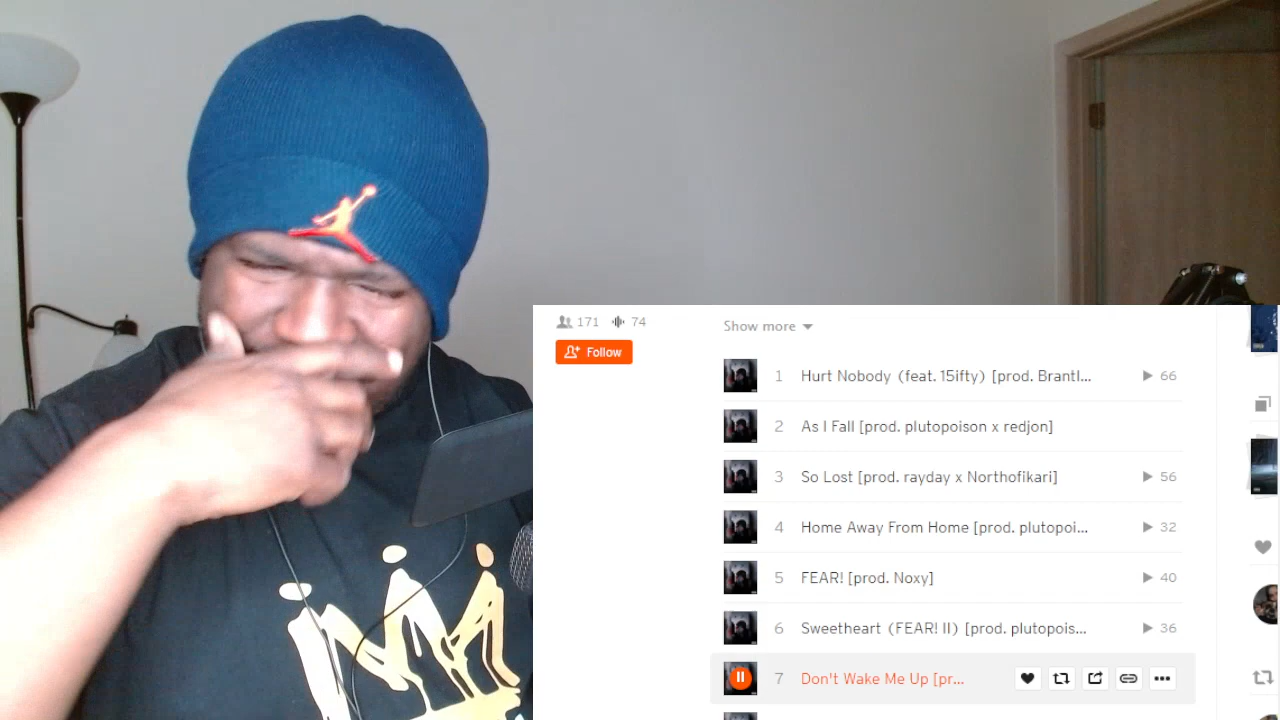 171 74
Follow
Show more
1 Hurt Nobody (feat. 15ifty) [prod. Brantl... 66
2 As I Fall [prod. plutopoison x redjon]
3 So Lost [prod. rayday x Northofikari] 56
4 Home Away From Home [prod. plutopoi... 32
5 FEAR! [prod. Noxy] 40
6 Sweetheart (FEAR! II) [prod. plutopois... 36
7 Don't Wake Me Up [pr...